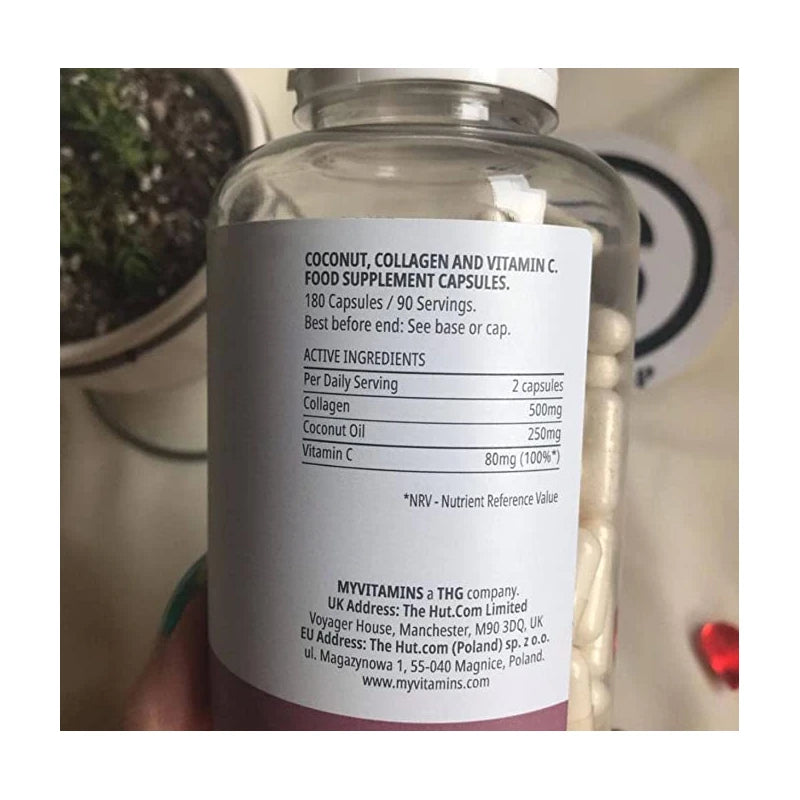 COCONUT, COLLAGEN AND VITAMIN C.
FOOD SUPPLEMENT CAPSULES.
180 Capsules / 90 Servings.
Best before end: See base or cap.
ACTIVE INGREDIENTS
Per Daily Serving 2 capsules
Collagen 500mg
Coconut Oil 250mg
Vitamin C 80mg (100%*)
*NRV - Nutrient Reference Value
MYVITAMINS a THG company.
UK Address: The Hut.Com Limited
Voyager House, Manchester, M90 3DQ, UK
EU Address: The Hut.com (Poland) sp. z o.o.
ul. Magazynowa 1, 55-040 Magnice, Poland.
www.myvitamins.com